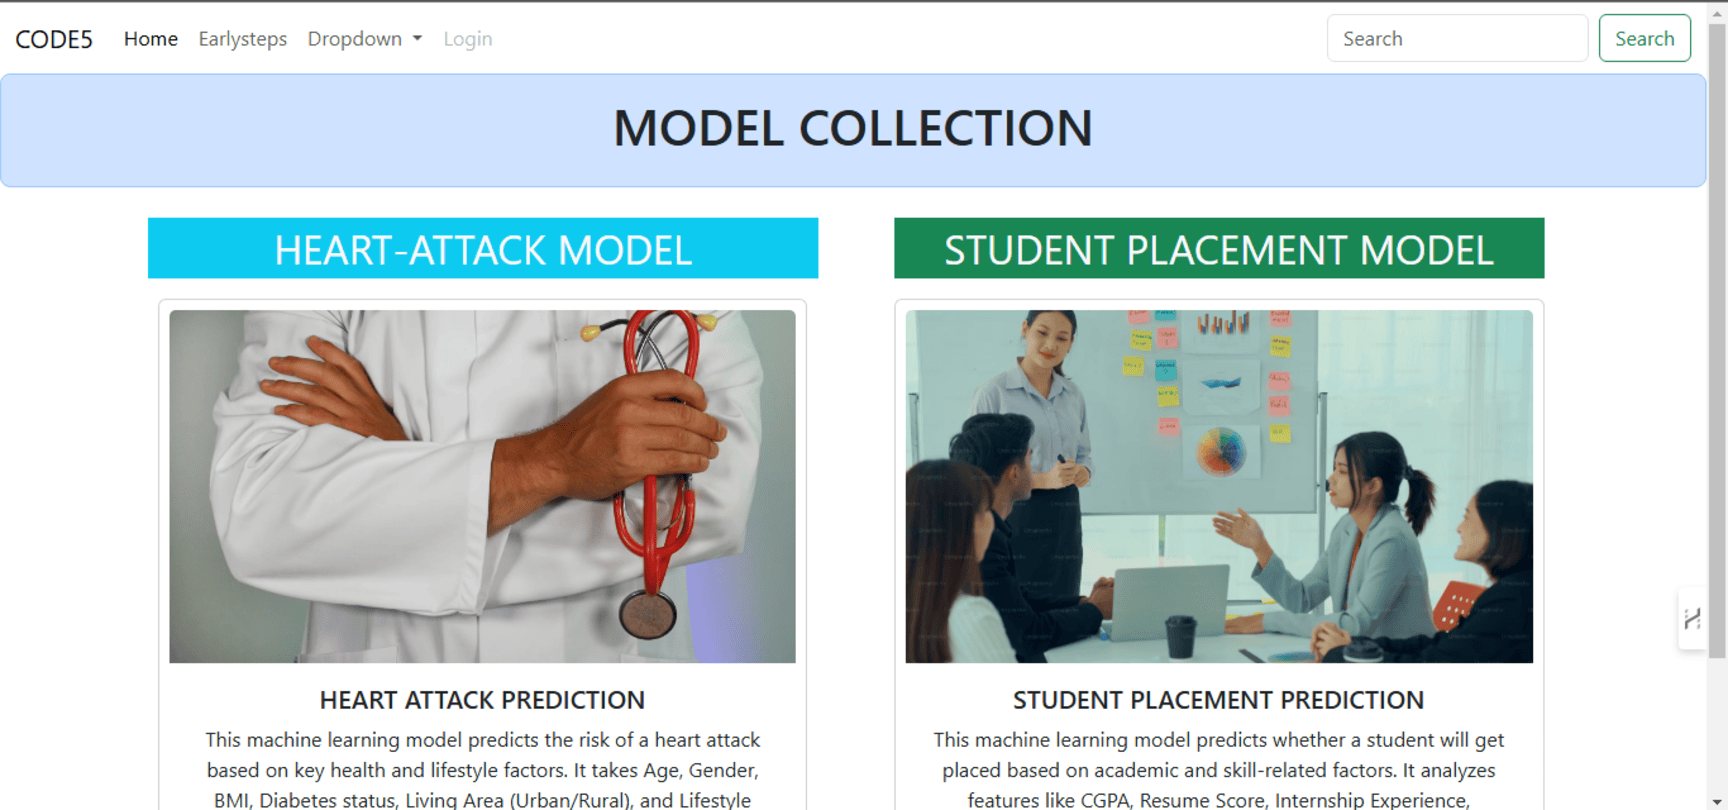 CODE5 Home Earlysteps Dropdown Login Search Search
MODEL COLLECTION
HEART-ATTACK MODEL
STUDENT PLACEMENT MODEL
HEART ATTACK PREDICTION
This machine learning model predicts the risk of a heart attack
based on key health and lifestyle factors. It takes Age, Gender,
BMI, Diabetes status, Living Area (Urban/Rural), and Lifestyle
STUDENT PLACEMENT PREDICTION
This machine learning model predicts whether a student will get
placed based on academic and skill-related factors. It analyzes
features like CGPA, Resume Score, Internship Experience,